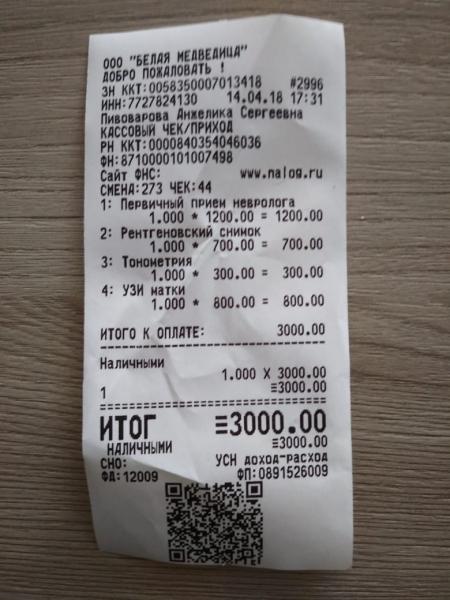 ООО "БЕЛАЯ МЕДВЕДИЦА"
ДОБРО ПОЖАЛОВАТЬ !
ЗН ККТ:00583500070 13418 #2996
ИНН:7727824130 14.04.18 17:31
Пивоварова Анжелика Сергеевна
КАССОВЫЙ ЧЕК/ПРИХОД
РН ККТ:0000840354046036
ФН:8710000101007498
Сайт ФНС: www.nalog.ru
СМЕНА:273 ЧЕК:44
1: Первичный прием невролога
1.000 * 1200.00 = 1200.00
2: Рентгеновский снимок
1.000 * 700.00 = 700.00
3: Тонометрия
1.000 * 300.00 = 300.00
4: УЗИ матки
1.000 * 800.00 = 800.00
ИТОГО К ОПЛАТЕ: 3000.00
Наличными
1.000 X 3000.00
1 ≡3000.00
ИТОГ ≡3000.00
НАЛИЧНЫМИ ≡3000.00
СНО: УСН доход-расход
ФД:12009 ФП:0891526009